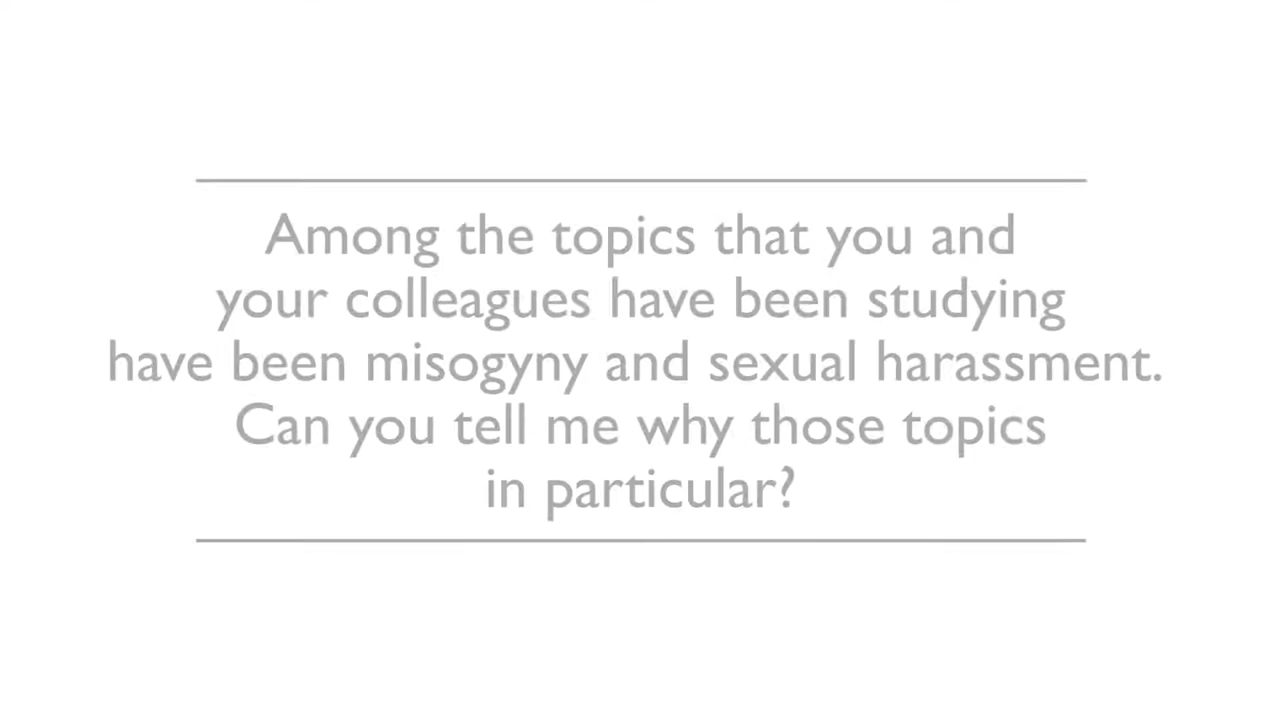 Among the topics that you and
your colleagues have been studying
have been misogyny and sexual harassment.
Can you tell me why those topics
in particular?